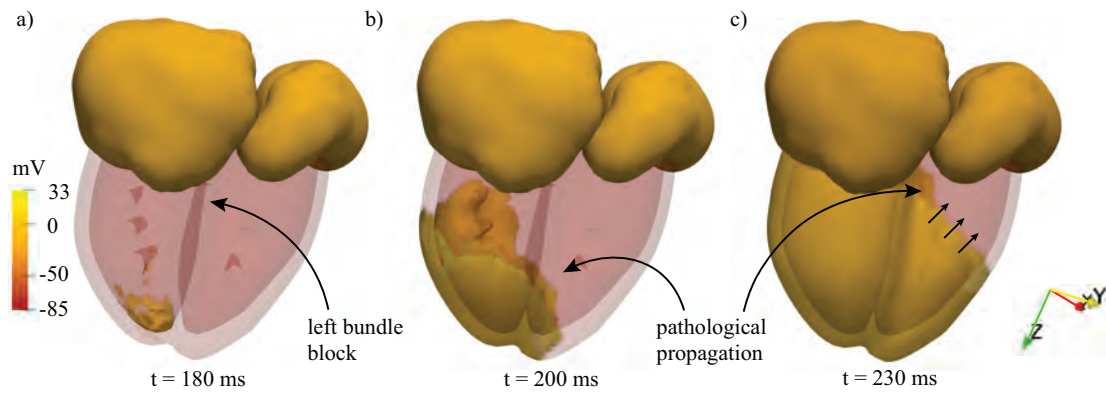 a)
b)
c)
mV
33
0
-50
-85
left bundle
block
pathological
propagation
Y
X
Z
t = 180 ms
t = 200 ms
t = 230 ms